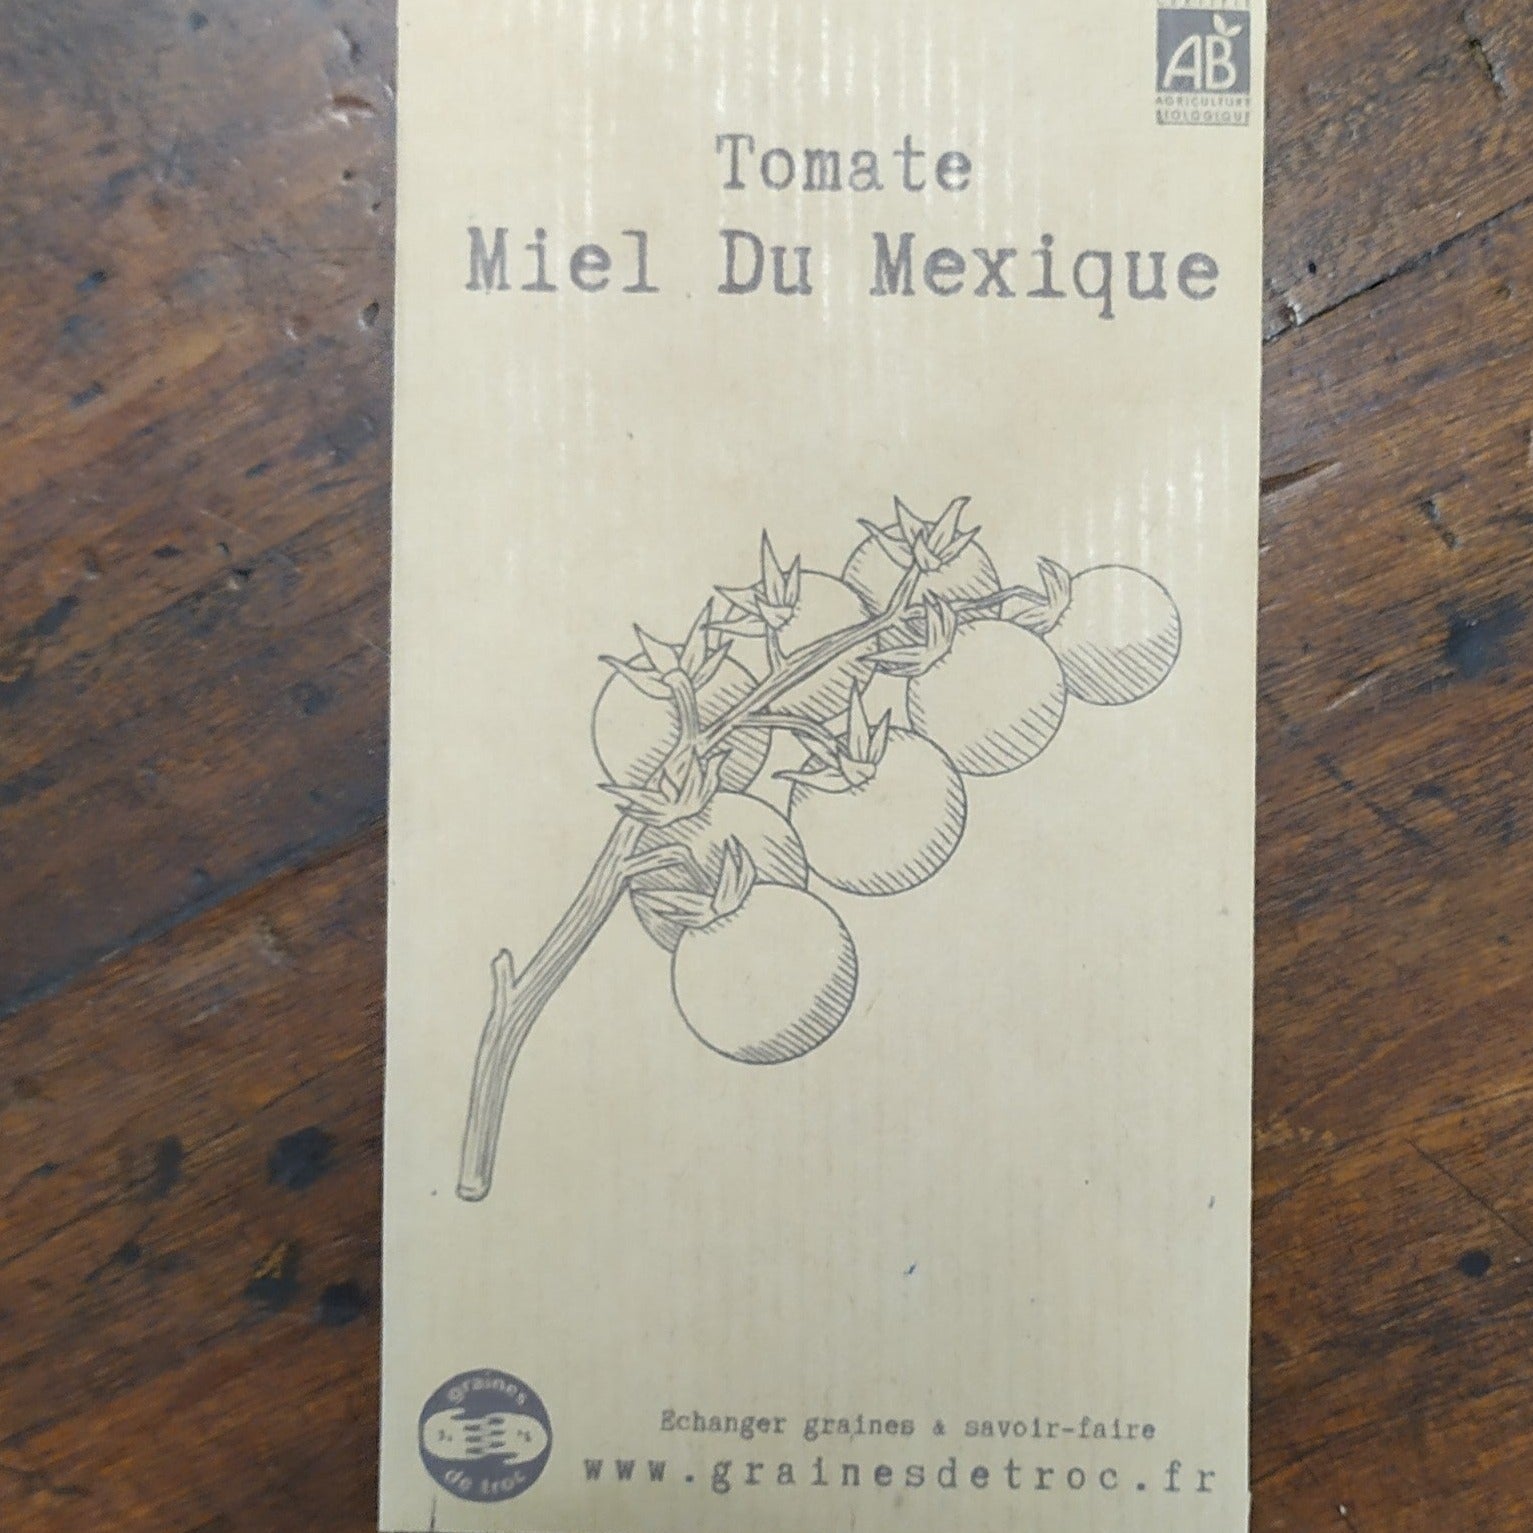 AB
AGRICULTURE
BIOLOGIQUE
Tomate
Miel Du Mexique
graines
de troc
Echanger graines & savoir-faire
www.grainesdetroc.fr